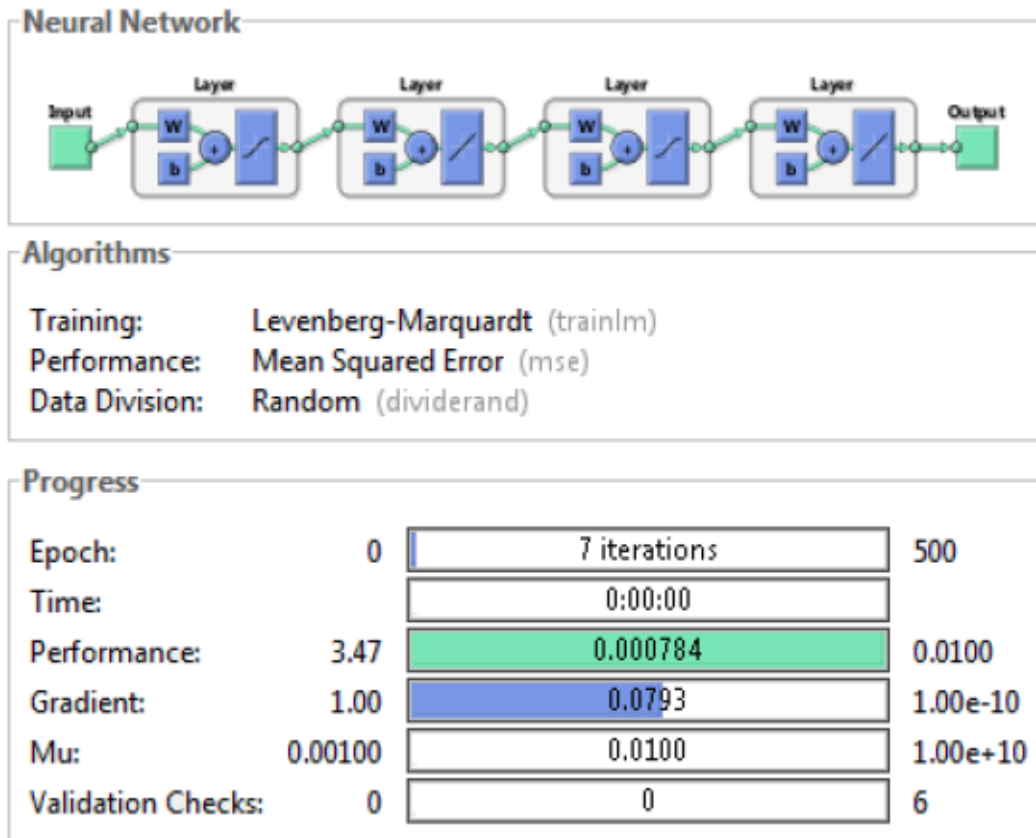 Neural Network
Layer Layer Layer Layer
Input Output
W W W W
+ + + +
b b b b
Algorithms
Training: Levenberg-Marquardt (trainlm)
Performance: Mean Squared Error (mse)
Data Division: Random (dividerand)
Progress
Epoch: 0 7 iterations 500
Time: 0:00:00
Performance: 3.47 0.000784 0.0100
Gradient: 1.00 0.0793 1.00e-10
Mu: 0.00100 0.0100 1.00e+10
Validation Checks: 0 0 6